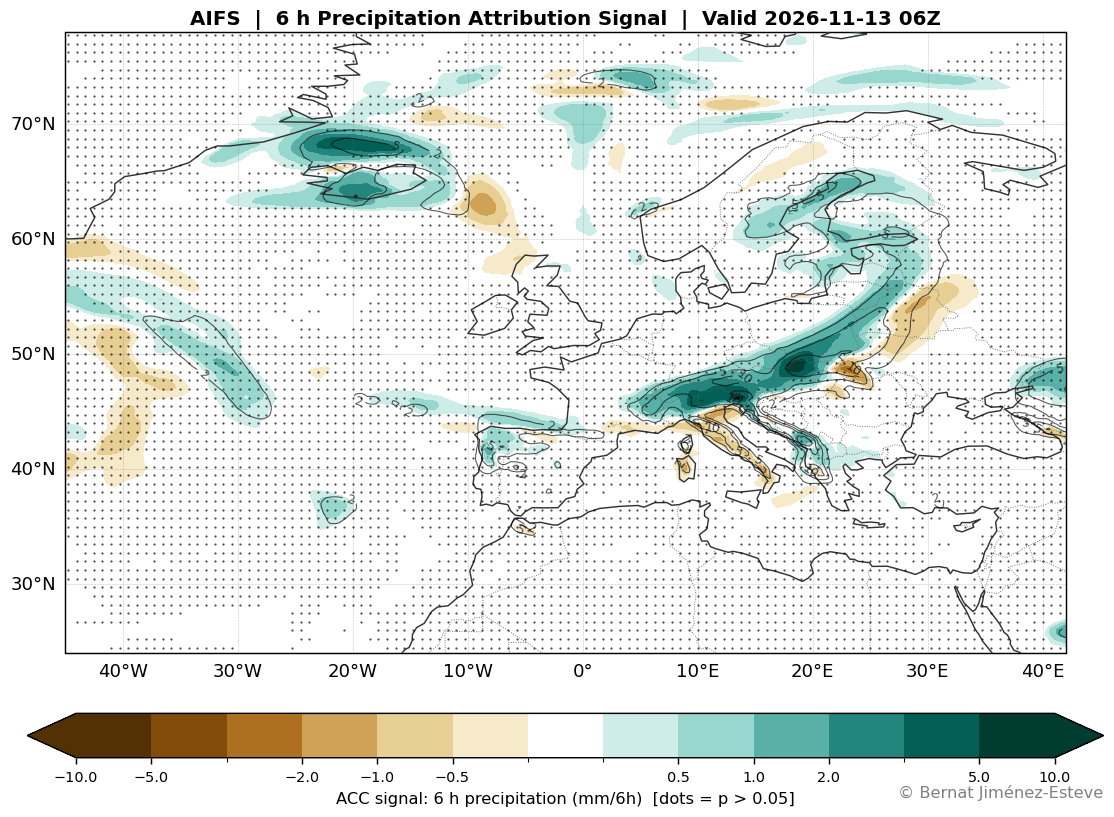 AIFS | 6 h Precipitation Attribution Signal | Valid 2026-11-13 06Z
70°N
60°N
50°N
40°N
30°N
40°W 30°W 20°W 10°W 0° 10°E 20°E 30°E 40°E
−10.0 −5.0 −2.0 −1.0 −0.5 0.5 1.0 2.0 5.0 10.0
ACC signal: 6 h precipitation (mm/6h) [dots = p > 0.05]
© Bernat Jiménez-Esteve